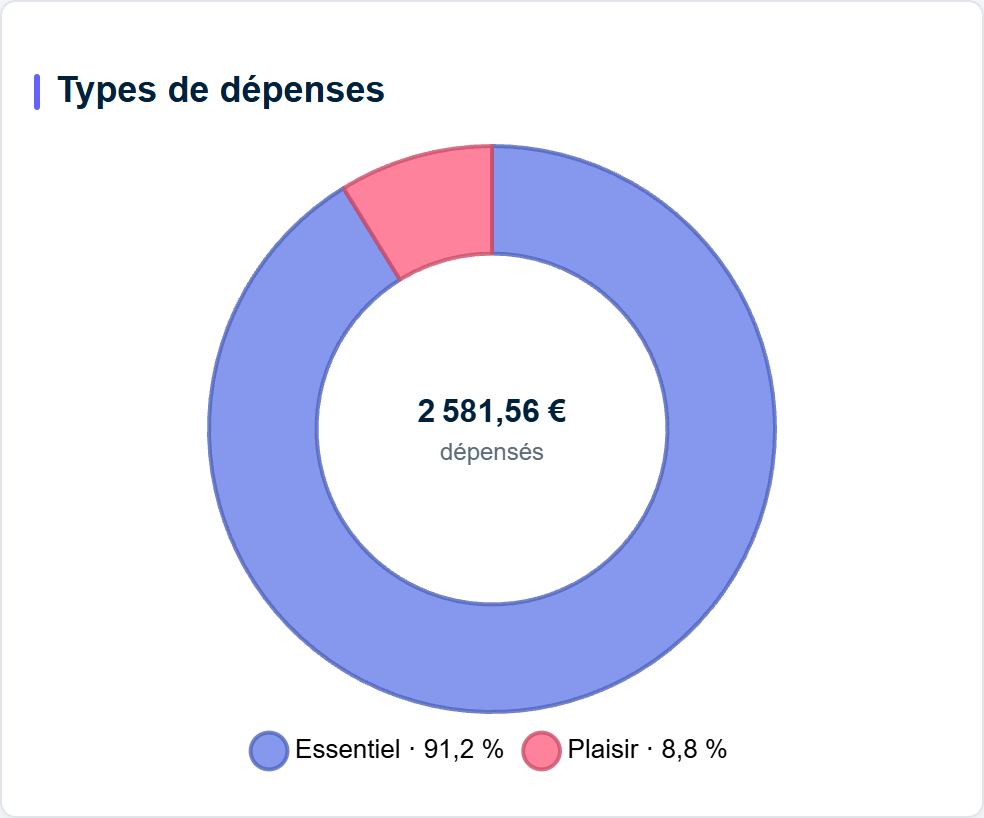 Types de dépenses
2 581,56 €
dépensés
Essentiel · 91,2 % Plaisir · 8,8 %